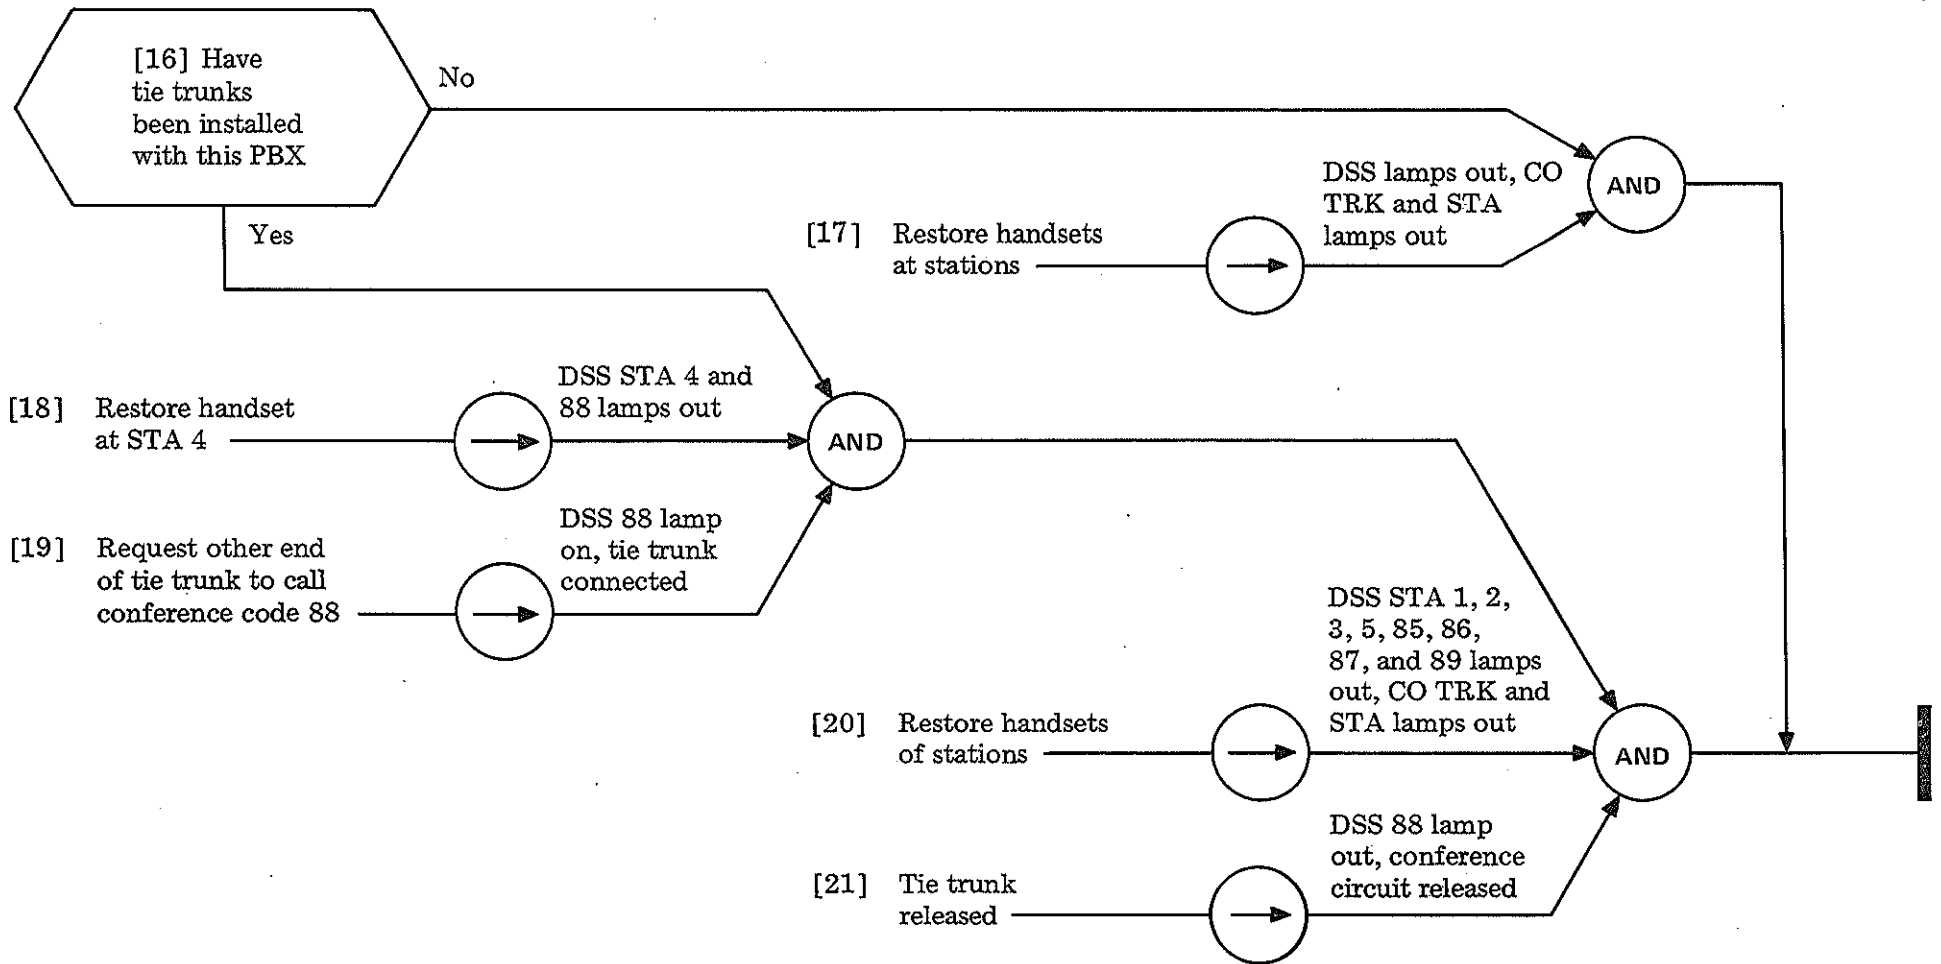 [16] Have
tie trunks
been installed
with this PBX
No
Yes
DSS lamps out, CO
TRK and STA
lamps out
AND
[17] Restore handsets
at stations
DSS STA 4 and
88 lamps out
[18] Restore handset
at STA 4
AND
DSS 88 lamp
on, tie trunk
connected
[19] Request other end
of tie trunk to call
conference code 88
DSS STA 1, 2,
3, 5, 85, 86,
87, and 89 lamps
out, CO TRK and
STA lamps out
[20] Restore handsets
of stations
AND
DSS 88 lamp
out, conference
circuit released
[21] Tie trunk
released